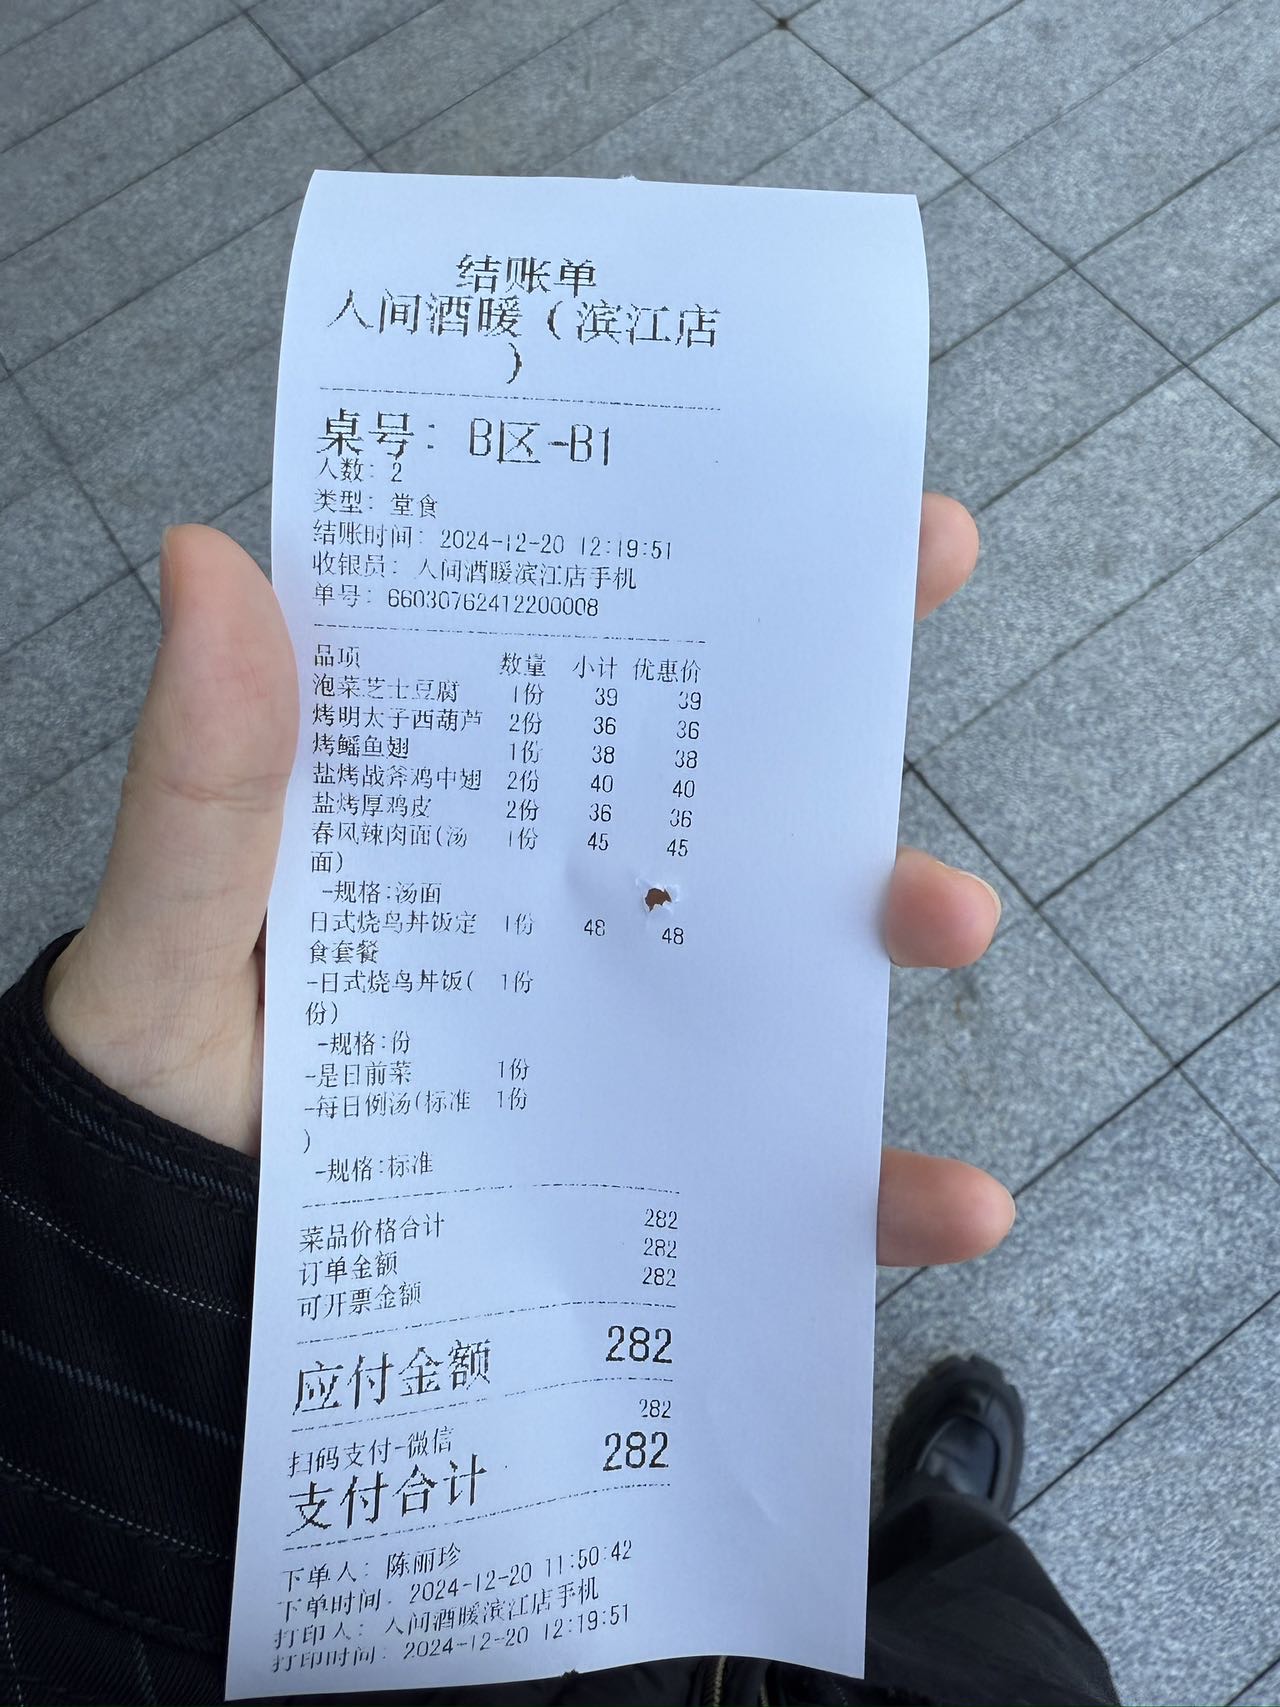 结账单
人间酒暖（滨江店
）
桌号：B区-B1
人数：2
类型：堂食
结账时间：2024-12-20 12:19:51
收银员：人间酒暖滨江店手机
单号：66030762412200008
品项 数量 小计 优惠价
泡菜芝士豆腐 1份 39 39
烤明太子西葫芦 2份 36 36
烤鳐鱼翅 1份 38 38
盐烤战斧鸡中翅 2份 40 40
盐烤厚鸡皮 2份 36 36
春风辣肉面(汤 1份 45 45
面)
-规格:汤面
日式烧鸟丼饭定 1份 48 48
食套餐
-日式烧鸟丼饭( 1份
份)
-规格:份
-是日前菜 1份
-每日例汤(标准 1份
)
-规格:标准
菜品价格合计 282
订单金额 282
可开票金额 282
应付金额 282
扫码支付-微信 282
支付合计 282
下单人：陈丽珍
下单时间：2024-12-20 11:50:42
打印人：人间酒暖滨江店手机
打印时间：2024-12-20 12:19:51